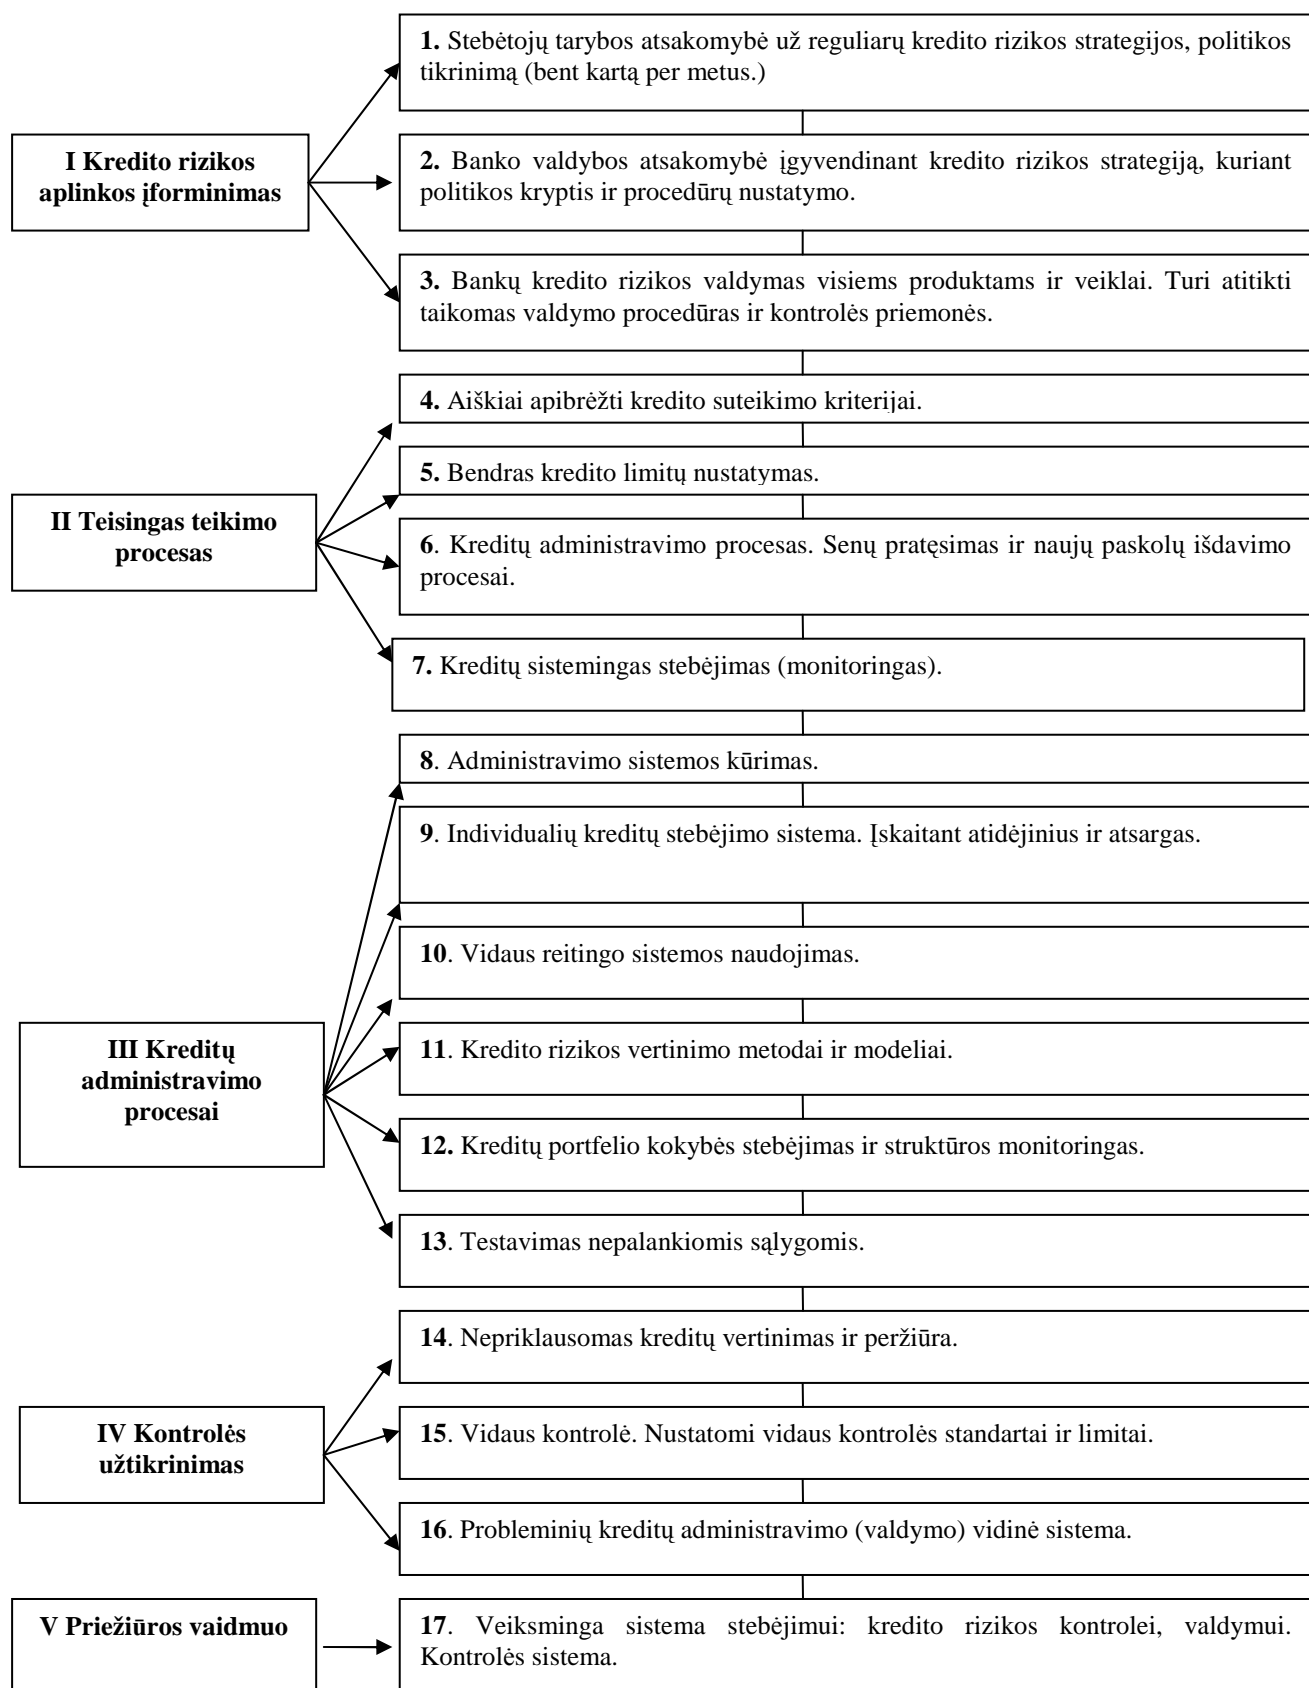 1. Stebėtojų tarybos atsakomybė už reguliarų kredito rizikos strategijos, politikos
tikrinimą (bent kartą per metus.)
I Kredito rizikos
aplinkos įforminimas
2. Banko valdybos atsakomybė įgyvendinant kredito rizikos strategiją, kuriant
politikos kryptis ir procedūrų nustatymo.
3. Bankų kredito rizikos valdymas visiems produktams ir veiklai. Turi atitikti
taikomas valdymo procedūras ir kontrolės priemonės.
4. Aiškiai apibrėžti kredito suteikimo kriterijai.
5. Bendras kredito limitų nustatymas.
II Teisingas teikimo
procesas
6. Kreditų administravimo procesas. Senų pratęsimas ir naujų paskolų išdavimo
procesai.
7. Kreditų sistemingas stebėjimas (monitoringas).
8. Administravimo sistemos kūrimas.
9. Individualių kreditų stebėjimo sistema. Įskaitant atidėjinius ir atsargas.
10. Vidaus reitingo sistemos naudojimas.
III Kreditų
administravimo
procesai
11. Kredito rizikos vertinimo metodai ir modeliai.
12. Kreditų portfelio kokybės stebėjimas ir struktūros monitoringas.
13. Testavimas nepalankiomis sąlygomis.
14. Nepriklausomas kreditų vertinimas ir peržiūra.
IV Kontrolės
užtikrinimas
15. Vidaus kontrolė. Nustatomi vidaus kontrolės standartai ir limitai.
16. Probleminių kreditų administravimo (valdymo) vidinė sistema.
V Priežiūros vaidmuo
17. Veiksminga sistema stebėjimui: kredito rizikos kontrolei, valdymui.
Kontrolės sistema.